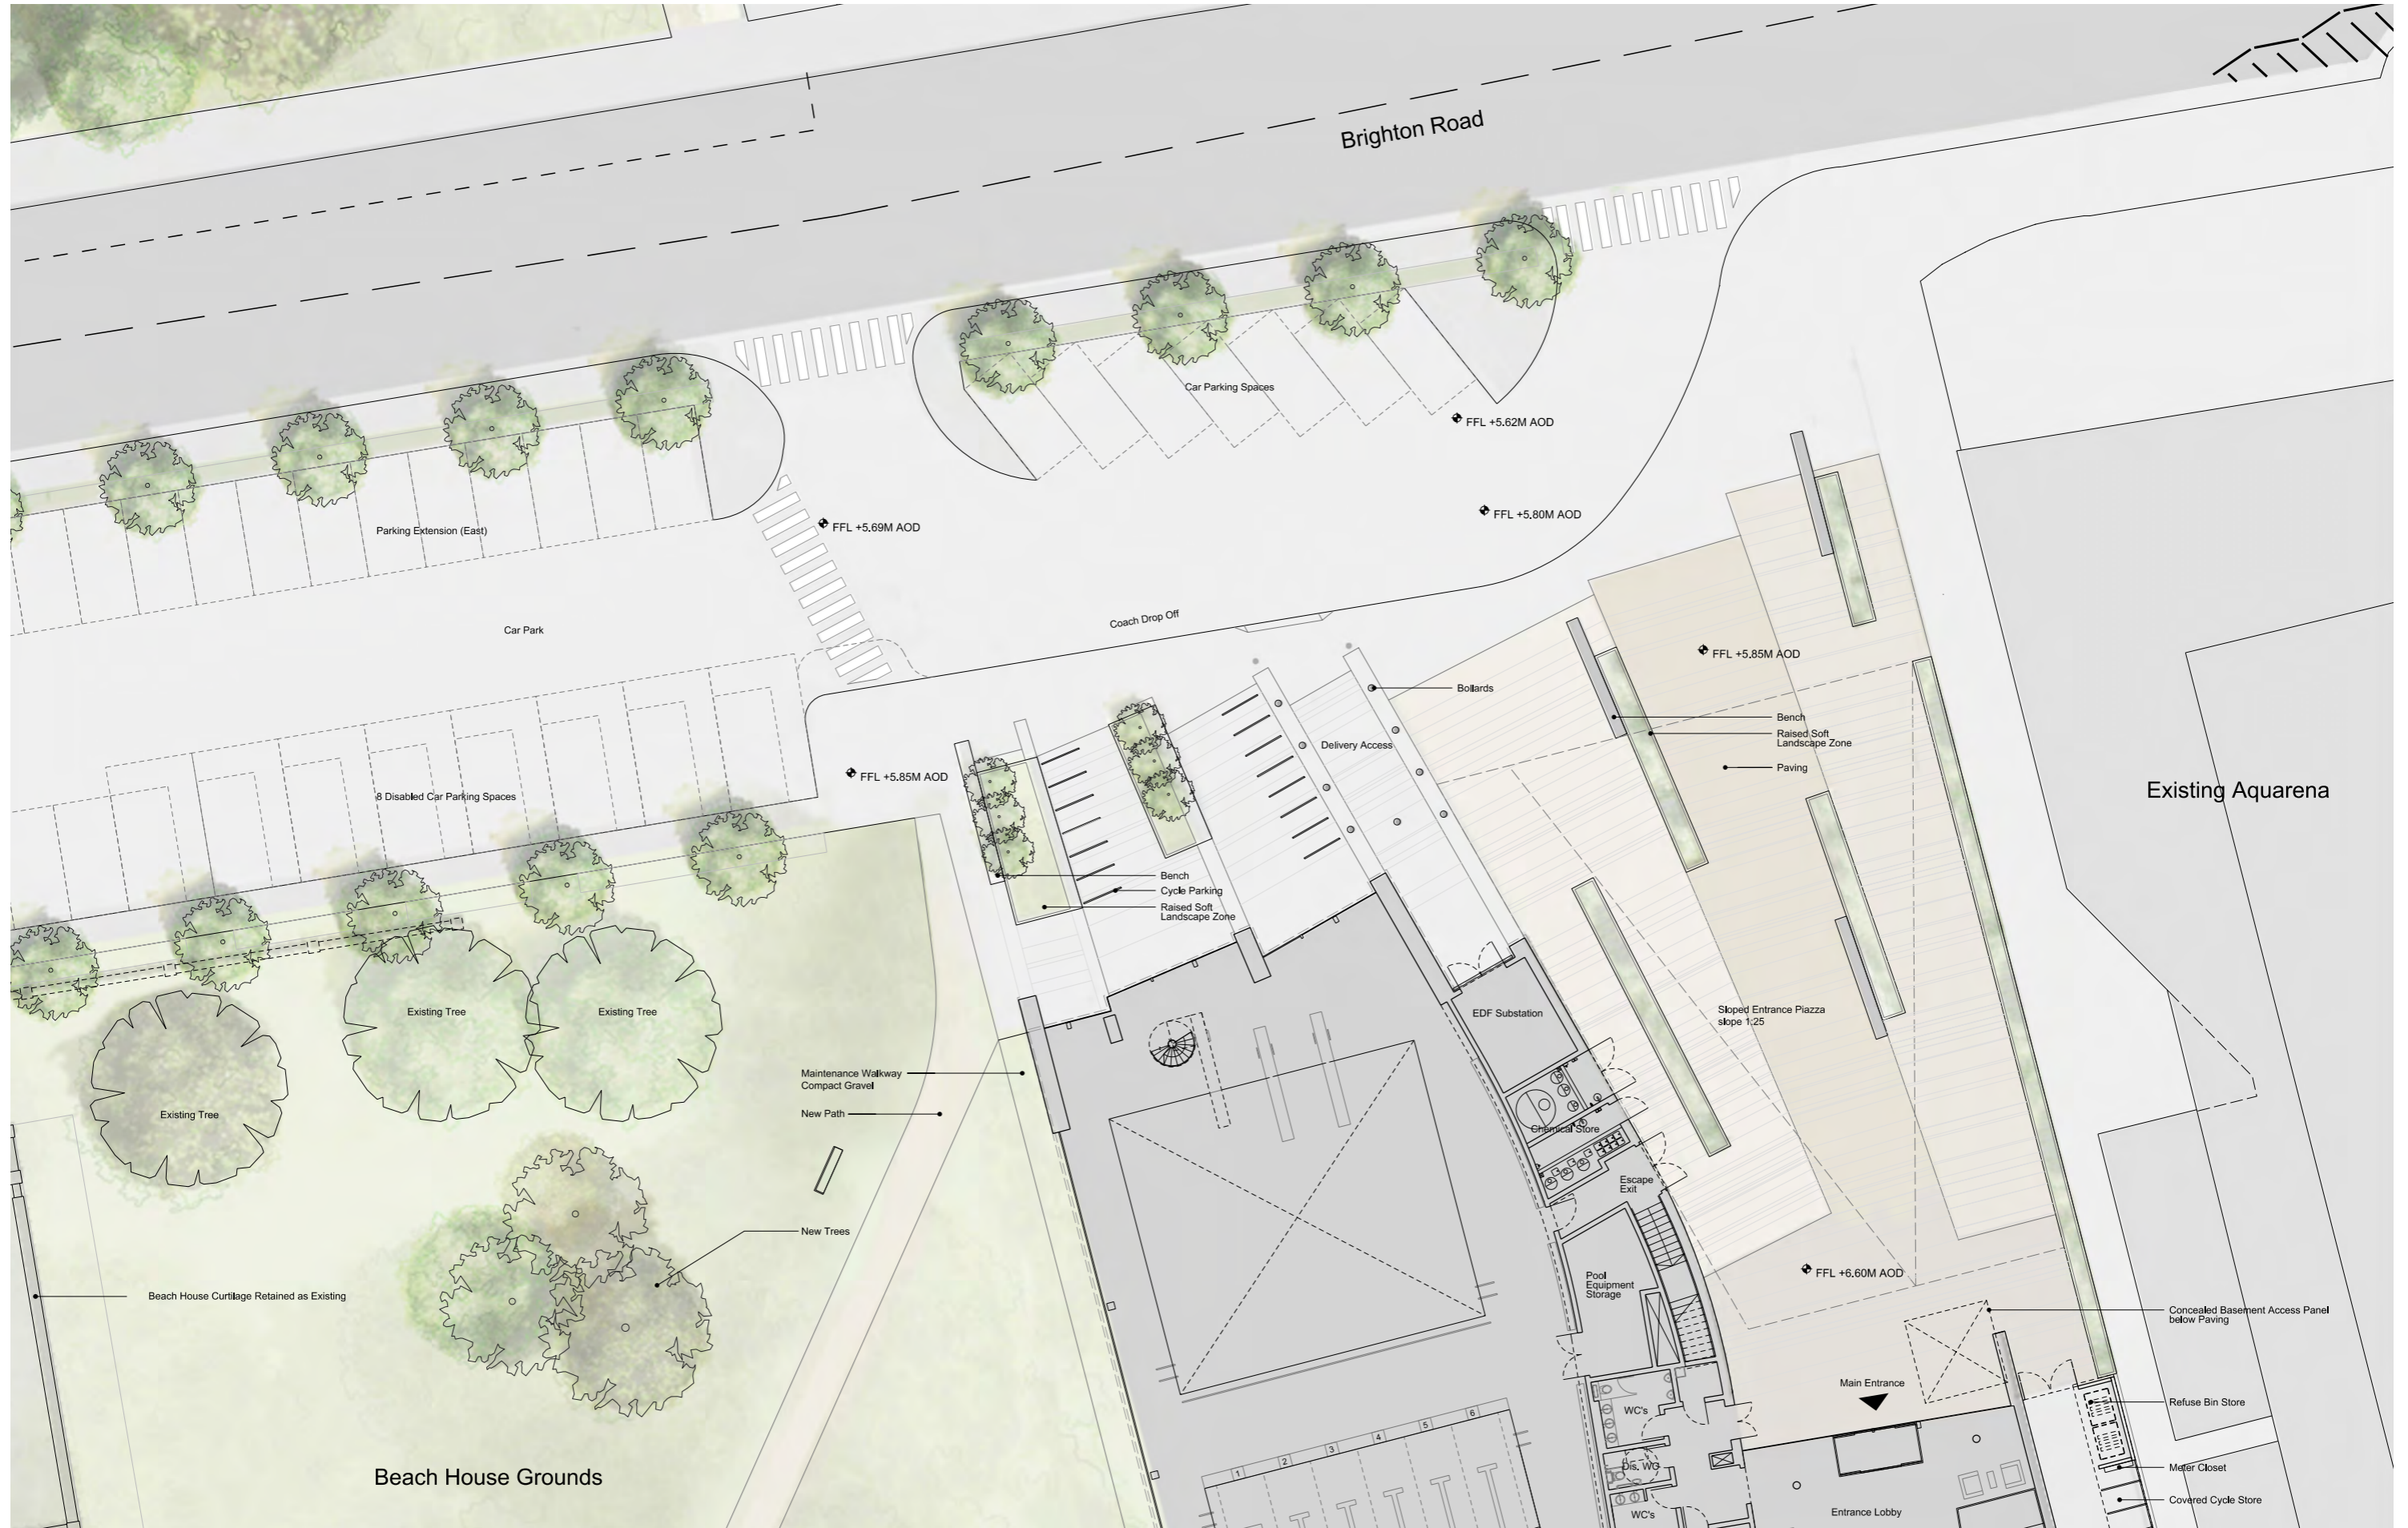 Brighton Road
Car Parking Spaces
FFL +5.62M AOD
FFL +5.80M AOD
FFL +5.69M AOD
Parking Extension (East)
Car Park
Coach Drop Off
FFL +5.85M AOD
Bollards
Bench
Raised Soft
Landscape Zone
Paving
Delivery Access
FFL +5.85M AOD
8 Disabled Car Parking Spaces
Existing Aquarena
Bench
Cycle Parking
Raised Soft
Landscape Zone
Existing Tree
Existing Tree
Existing Tree
EDF Substation
Sloped Entrance Piazza
slope 1:25
Maintenance Walkway
Compact Gravel
New Path
Chemical Store
Escape
Exit
New Trees
Pool
Equipment
Storage
FFL +6.60M AOD
Beach House Curtilage Retained as Existing
Concealed Basement Access Panel
below Paving
Main Entrance
Refuse Bin Store
WC's
1
2
3
4
5
6
Beach House Grounds
Dis. WC
Meter Closet
Covered Cycle Store
WC's
Entrance Lobby